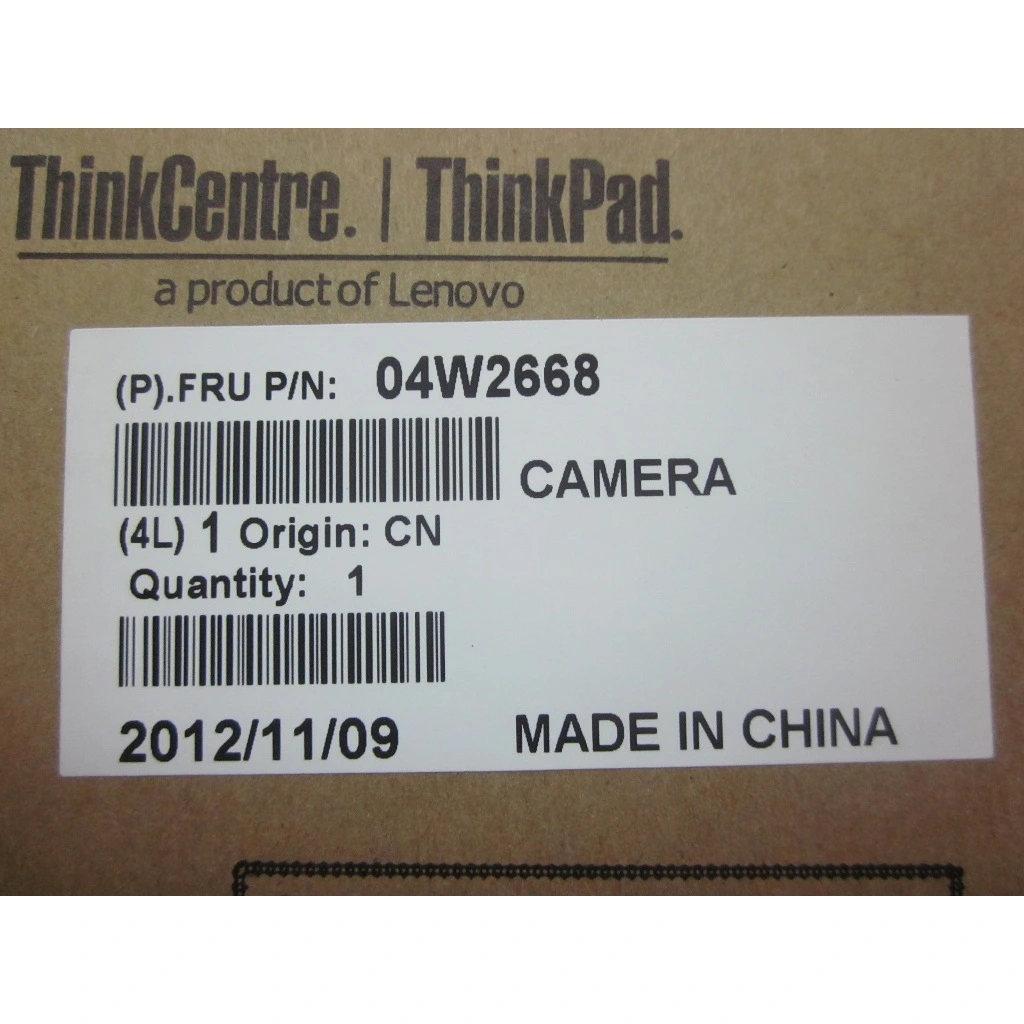 ThinkCentre. | ThinkPad.
a product of Lenovo
(P).FRU P/N: 04W2668
CAMERA
(4L) 1 Origin: CN
Quantity: 1
2012/11/09 MADE IN CHINA